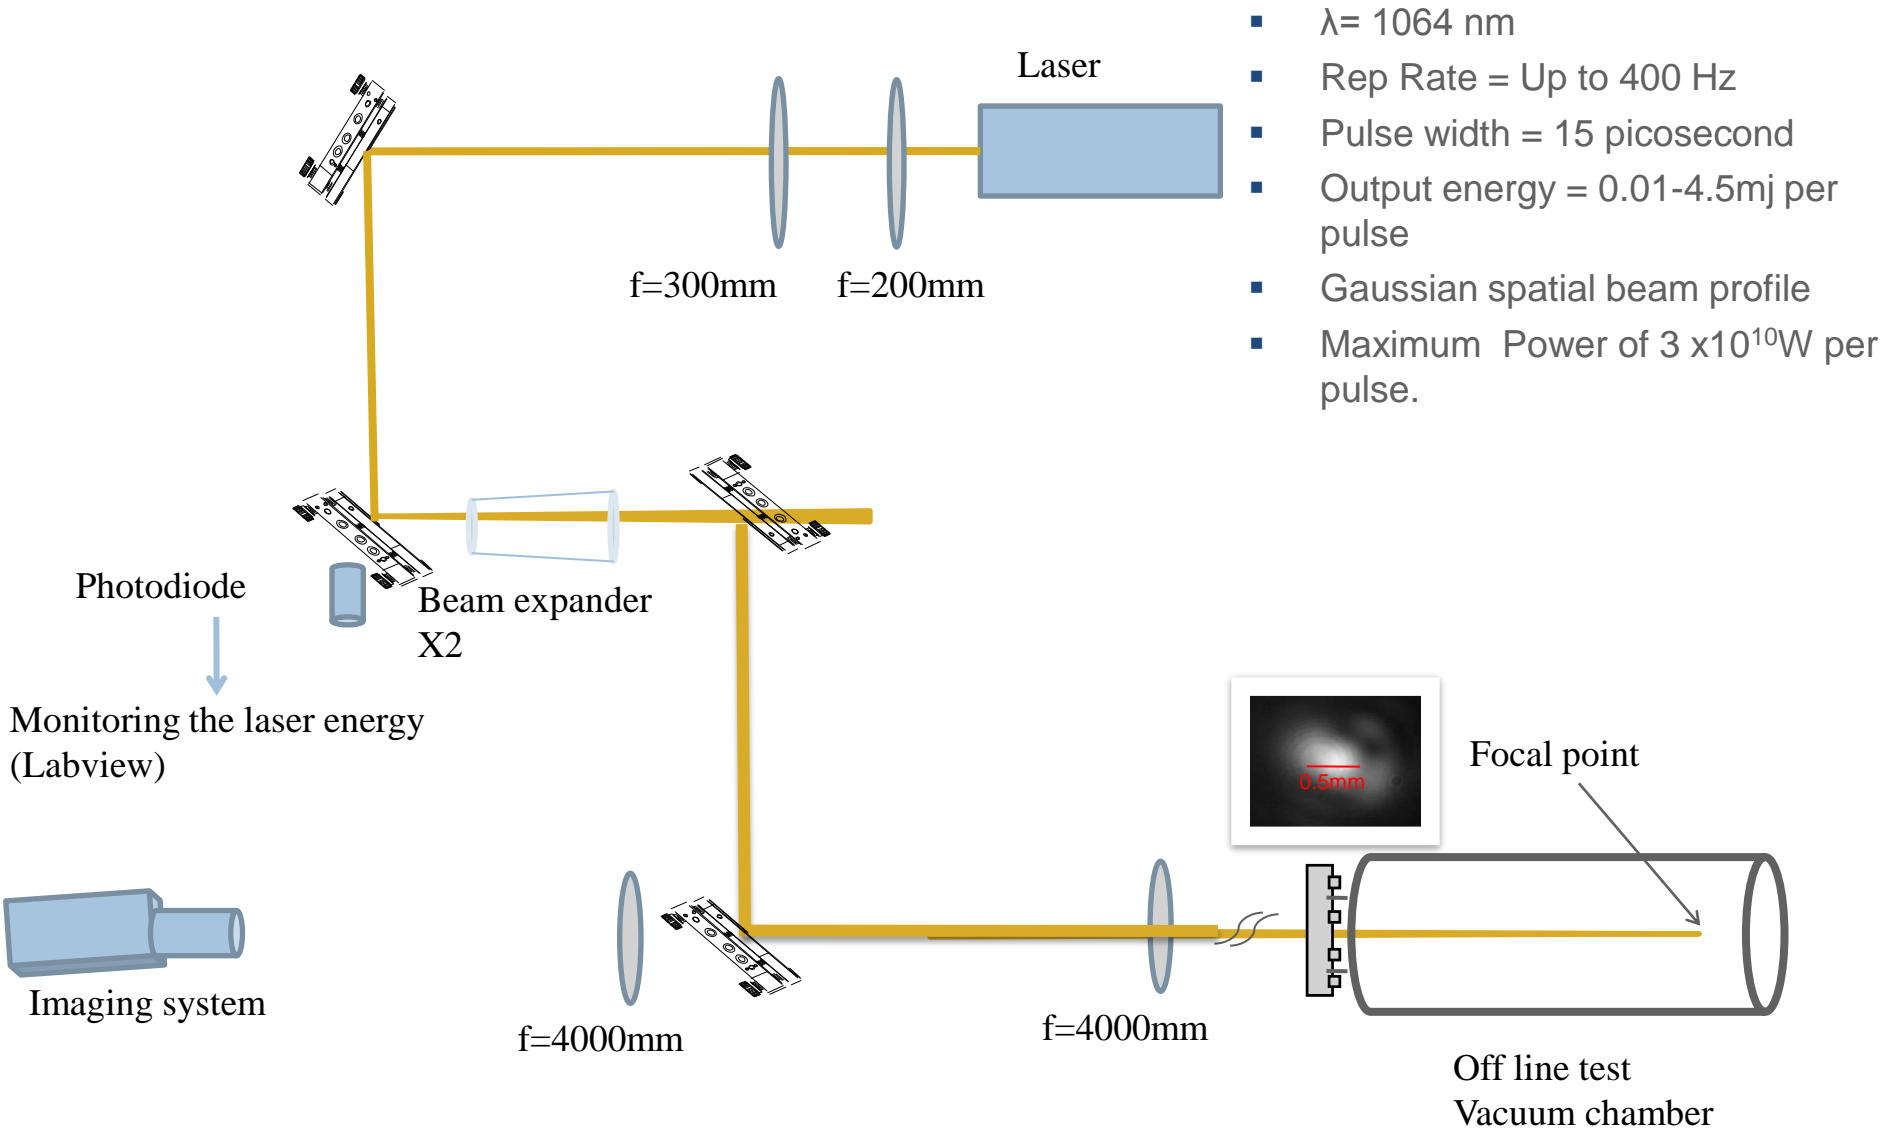 Laser
▪ λ= 1064 nm
▪ Rep Rate = Up to 400 Hz
▪ Pulse width = 15 picosecond
▪ Output energy = 0.01-4.5mj per
pulse
▪ Gaussian spatial beam profile
▪ Maximum Power of 3 x10¹⁰W per
pulse.
f=300mm
f=200mm
Photodiode
Beam expander
X2
Monitoring the laser energy
(Labview)
0.5mm
Focal point
Imaging system
f=4000mm
f=4000mm
Off line test
Vacuum chamber